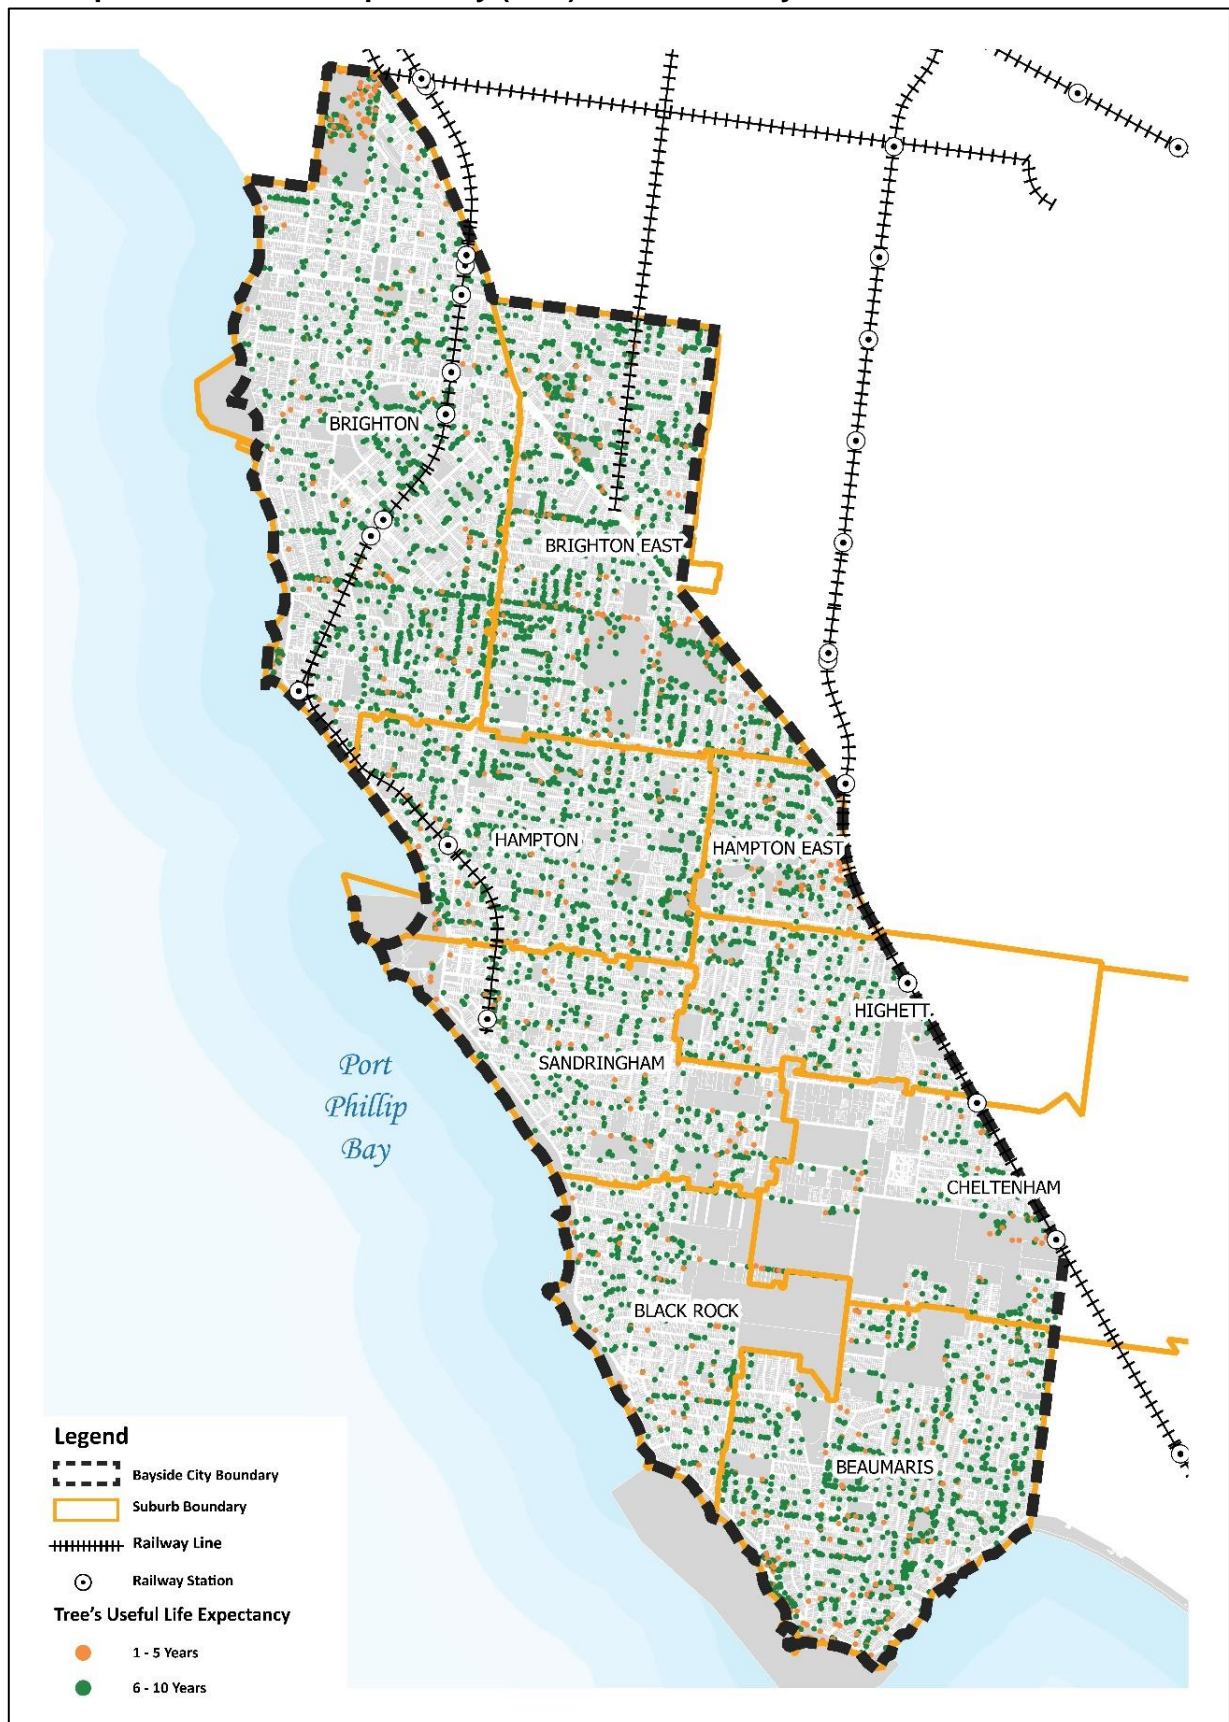 BRIGHTON
BRIGHTON EAST
HAMPTON
HAMPTON EAST
HIGHETT
SANDRINGHAM
Port
Phillip
Bay
CHELTENHAM
BLACK ROCK
BEAUMARIS
Legend
Bayside City Boundary
Suburb Boundary
Railway Line
Railway Station
Tree's Useful Life Expectancy
1 - 5 Years
6 - 10 Years